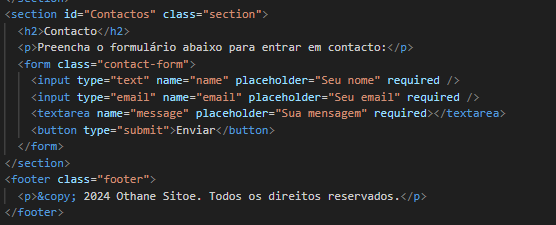 </section>
<section id="Contactos" class="section">
<h2>Contacto</h2>
<p>Preencha o formulário abaixo para entrar em contacto:</p>
<form class="contact-form">
<input type="text" name="name" placeholder="Seu nome" required />
<input type="email" name="email" placeholder="Seu email" required />
<textarea name="message" placeholder="Sua mensagem" required></textarea>
<button type="submit">Enviar</button>
</form>
</section>
<footer class="footer">
<p>&copy; 2024 Othane Sitoe. Todos os direitos reservados.</p>
</footer>